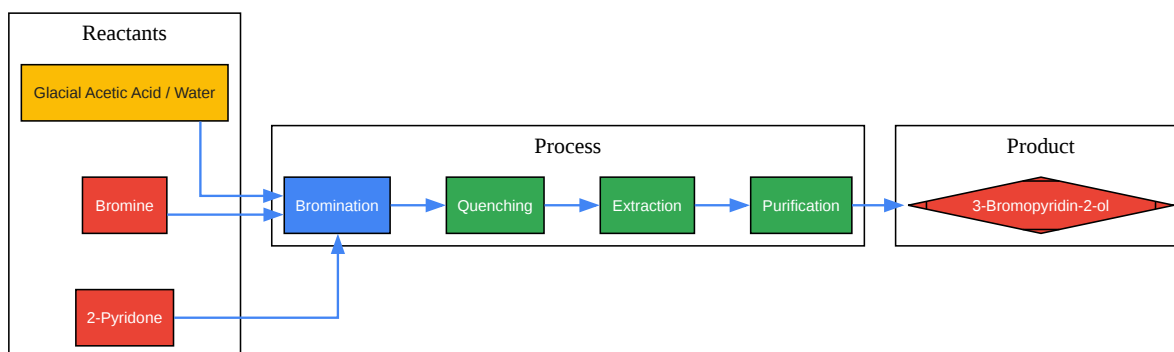 Reactants
Glacial Acetic Acid / Water
Bromine
2-Pyridone
Process
Bromination
Quenching
Extraction
Purification
Product
3-Bromopyridin-2-ol